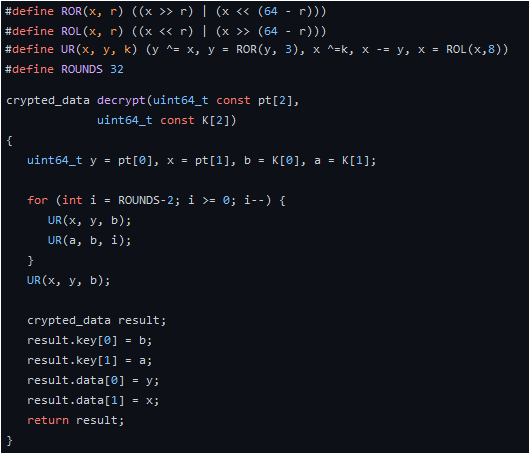 #define ROR(x, r) ((x >> r) | (x << (64 - r)))
#define ROL(x, r) ((x << r) | (x >> (64 - r)))
#define UR(x, y, k) (y ^= x, y = ROR(y, 3), x ^=k, x -= y, x = ROL(x,8))
#define ROUNDS 32
crypted_data decrypt(uint64_t const pt[2],
uint64_t const K[2])
{
uint64_t y = pt[0], x = pt[1], b = K[0], a = K[1];
for (int i = ROUNDS-2; i >= 0; i--) {
UR(x, y, b);
UR(a, b, i);
}
UR(x, y, b);
crypted_data result;
result.key[0] = b;
result.key[1] = a;
result.data[0] = y;
result.data[1] = x;
return result;
}